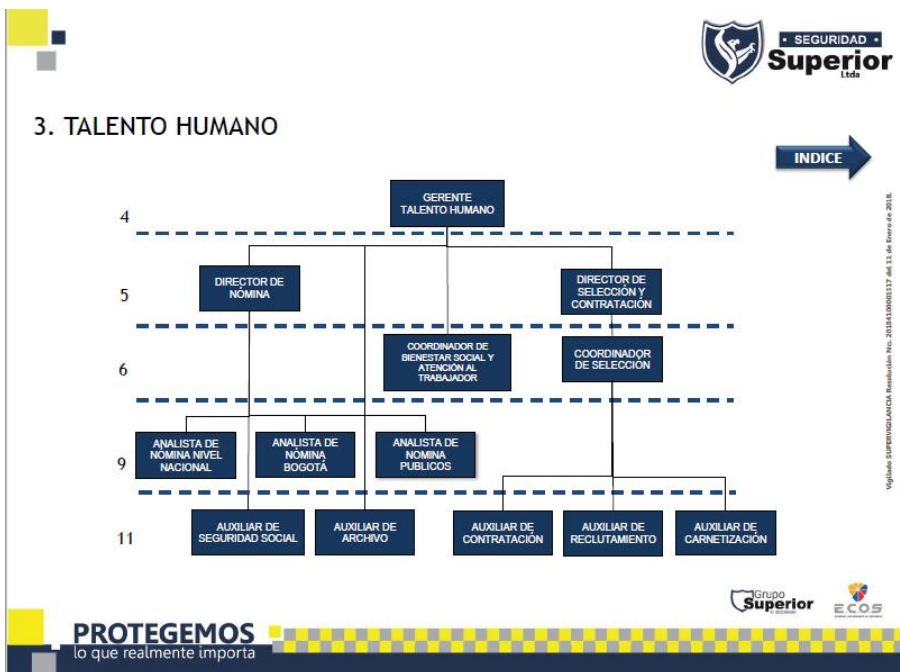 SEGURIDAD
Superior
Ltda
3. TALENTO HUMANO
INDICE
4
GERENTE
TALENTO HUMANO
5
DIRECTOR DE
NÓMINA
DIRECTOR DE
SELECCIÓN Y
CONTRATACIÓN
6
COORDINADOR DE
BIENESTAR SOCIAL Y
ATENCIÓN AL
TRABAJADOR
COORDINADOR
DE SELECCIÓN
9
ANALISTA DE
NÓMINA NIVEL
NACIONAL
ANALISTA DE
NÓMINA
BOGOTÁ
ANALISTA DE
NOMINA
PUBLICOS
11
AUXILIAR DE
SEGURIDAD SOCIAL
AUXILIAR DE
ARCHIVO
AUXILIAR DE
CONTRATACIÓN
AUXILIAR DE
RECLUTAMIENTO
AUXILIAR DE
CARNETIZACIÓN
Vigilado SUPERVIGILANCIA Resolución No. 20184100001517 del 11 de Enero de 2018.
Grupo
Superior
E.C.O.S
PROTEGEMOS
lo que realmente importa